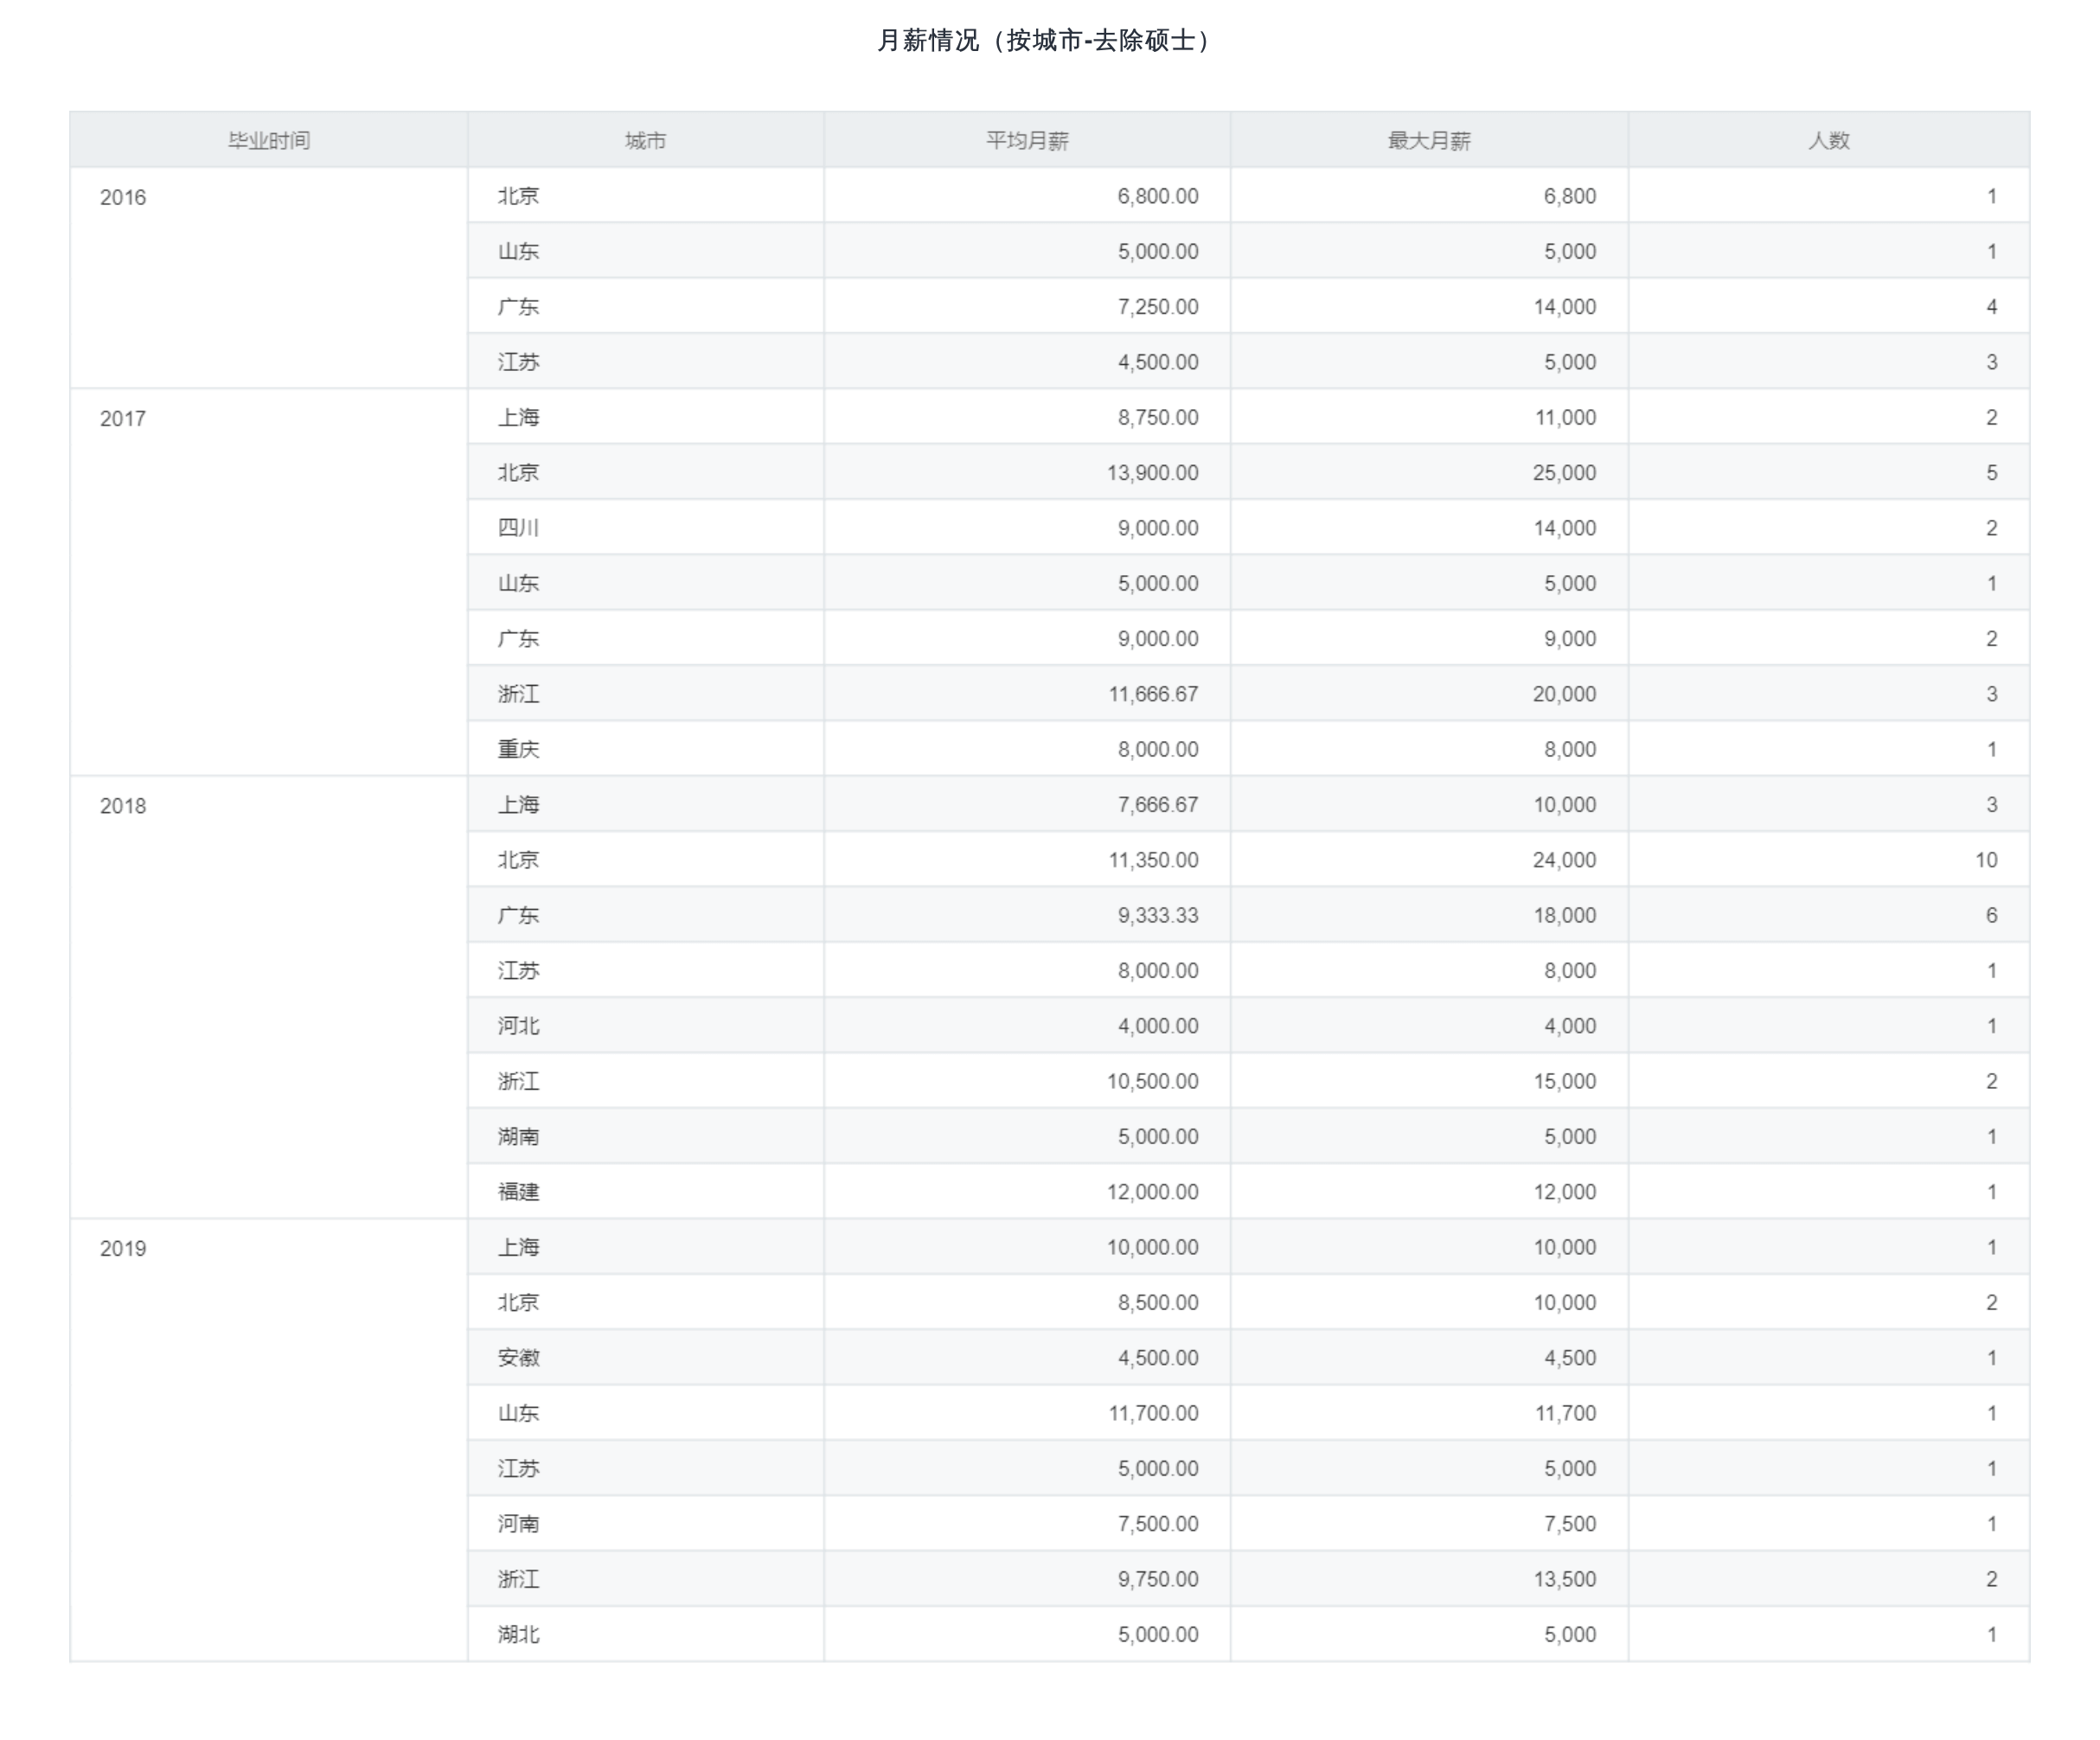 月薪情况（按城市-去除硕士）
毕业时间 城市 平均月薪 最大月薪 人数
2016 北京 6,800.00 6,800 1
山东 5,000.00 5,000 1
广东 7,250.00 14,000 4
江苏 4,500.00 5,000 3
2017 上海 8,750.00 11,000 2
北京 13,900.00 25,000 5
四川 9,000.00 14,000 2
山东 5,000.00 5,000 1
广东 9,000.00 9,000 2
浙江 11,666.67 20,000 3
重庆 8,000.00 8,000 1
2018 上海 7,666.67 10,000 3
北京 11,350.00 24,000 10
广东 9,333.33 18,000 6
江苏 8,000.00 8,000 1
河北 4,000.00 4,000 1
浙江 10,500.00 15,000 2
湖南 5,000.00 5,000 1
福建 12,000.00 12,000 1
2019 上海 10,000.00 10,000 1
北京 8,500.00 10,000 2
安徽 4,500.00 4,500 1
山东 11,700.00 11,700 1
江苏 5,000.00 5,000 1
河南 7,500.00 7,500 1
浙江 9,750.00 13,500 2
湖北 5,000.00 5,000 1